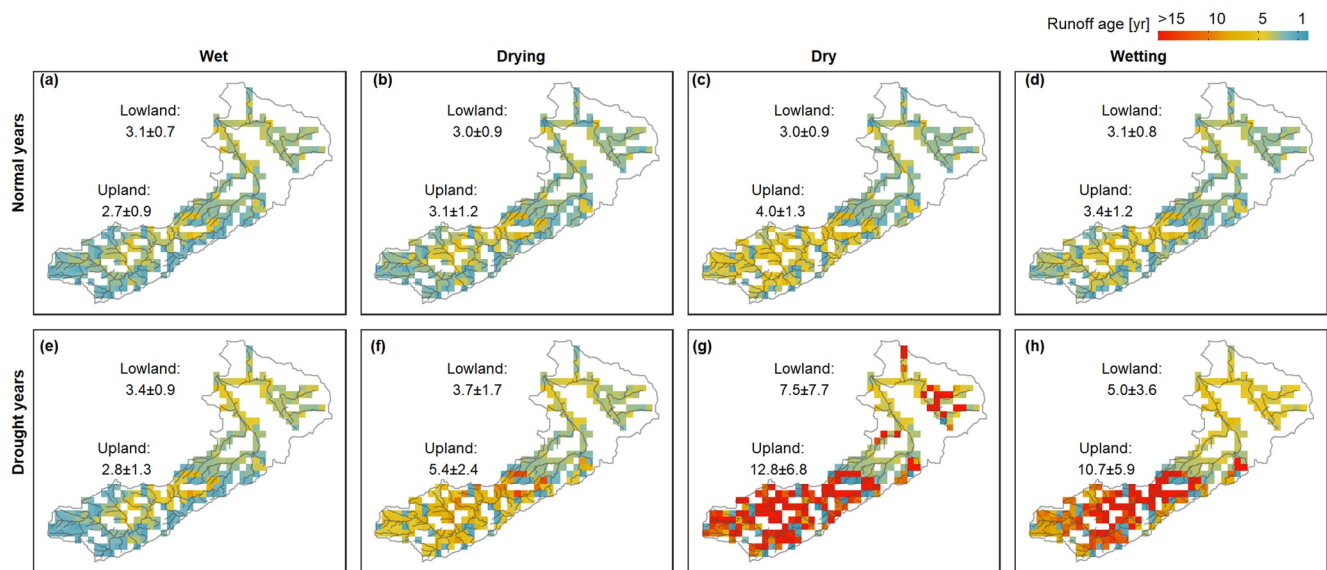 Runoff age [yr] >15 10 5 1
Wet Drying Dry Wetting
Normal years
(a)
Lowland:
3.1±0.7
Upland:
2.7±0.9
(b)
Lowland:
3.0±0.9
Upland:
3.1±1.2
(c)
Lowland:
3.0±0.9
Upland:
4.0±1.3
(d)
Lowland:
3.1±0.8
Upland:
3.4±1.2
Drought years
(e)
Lowland:
3.4±0.9
Upland:
2.8±1.3
(f)
Lowland:
3.7±1.7
Upland:
5.4±2.4
(g)
Lowland:
7.5±7.7
Upland:
12.8±6.8
(h)
Lowland:
5.0±3.6
Upland:
10.7±5.9